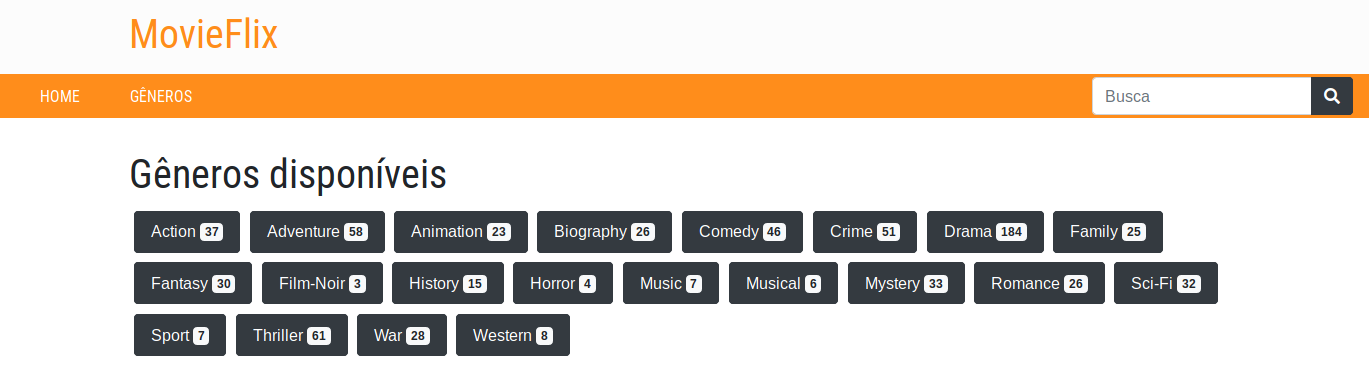 MovieFlix
HOME GÊNEROS Busca
Gêneros disponíveis
Action 37 Adventure 58 Animation 23 Biography 26 Comedy 46 Crime 51 Drama 184 Family 25
Fantasy 30 Film-Noir 3 History 15 Horror 4 Music 7 Musical 6 Mystery 33 Romance 26 Sci-Fi 32
Sport 7 Thriller 61 War 28 Western 8